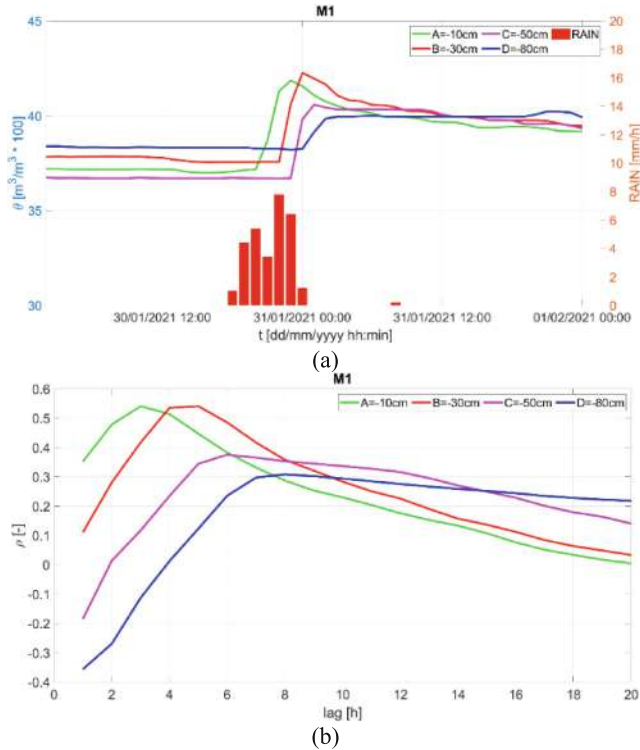 M1
A=-10cm C=-50cm RAIN
B=-30cm D=-80cm
45
40
35
30
θ [m³/m³ * 100]
20
18
16
14
12
10
8
6
4
2
0
RAIN [mm/h]
30/01/2021 12:00 31/01/2021 00:00 31/01/2021 12:00 01/02/2021 00:00
t [dd/mm/yyyy hh:min]
(a)
M1
A=-10cm B=-30cm C=-50cm D=-80cm
0.6
0.5
0.4
0.3
0.2
0.1
0
-0.1
-0.2
-0.3
-0.4
ρ [-]
0 2 4 6 8 10 12 14 16 18 20
lag [h]
(b)